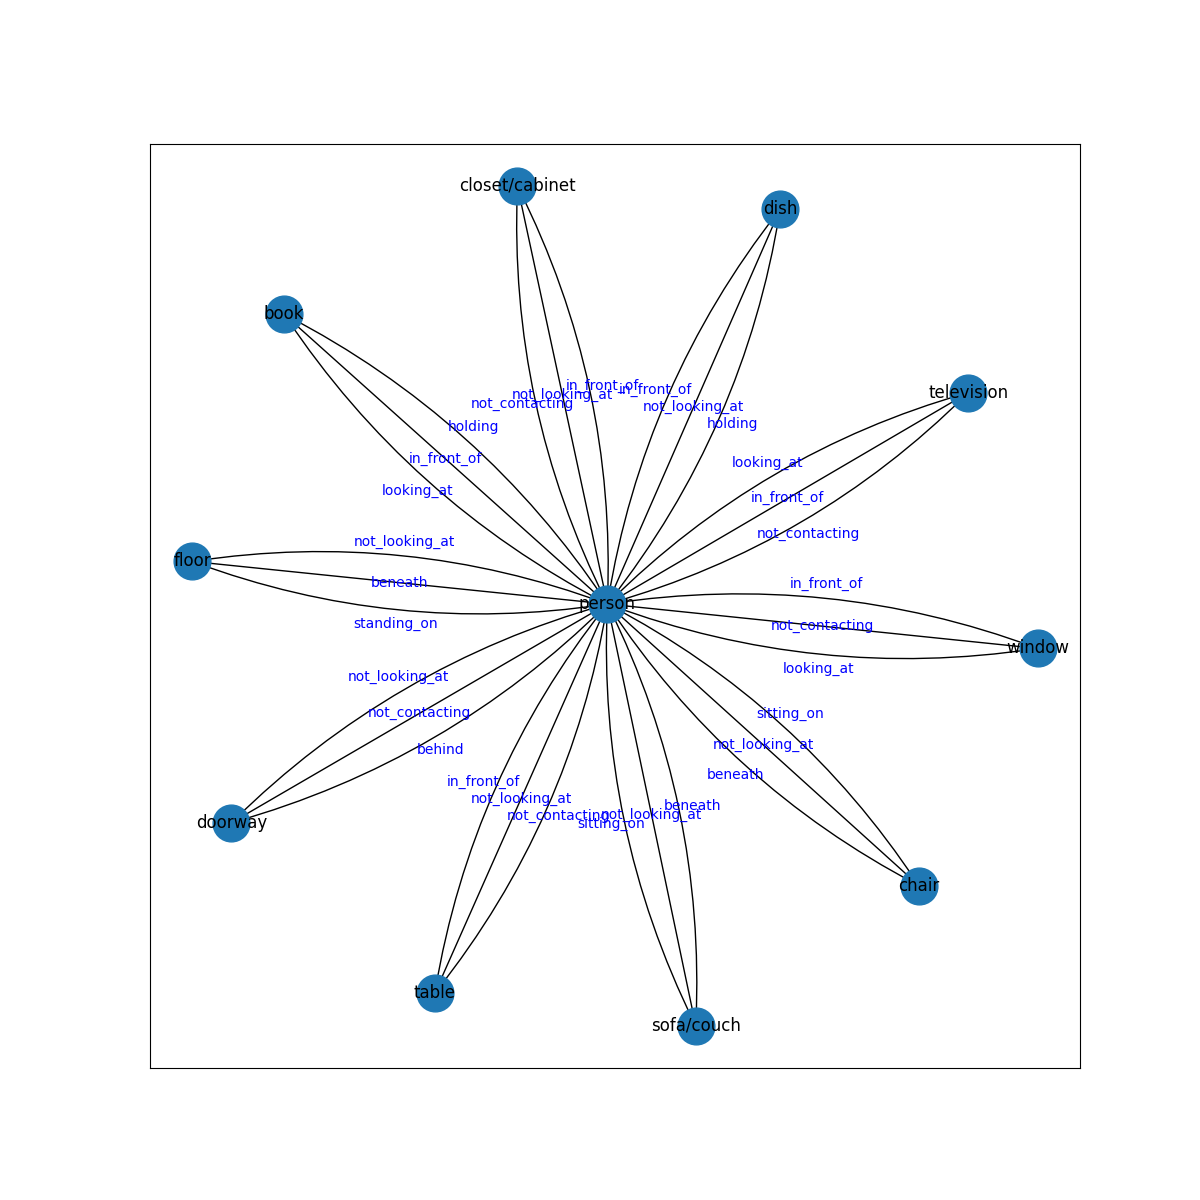 closet/cabinet
dish
book
television
in_front_of
in_front_of
not_looking_at
not_contacting
not_looking_at
holding
holding
in_front_of
looking_at
looking_at
in_front_of
not_contacting
floor
not_looking_at
beneath
standing_on
person
in_front_of
not_contacting
looking_at
window
not_looking_at
not_contacting
behind
sitting_on
not_looking_at
beneath
doorway
in_front_of
not_looking_at
not_contacting
beneath
not_looking_at
sitting_on
chair
table
sofa/couch